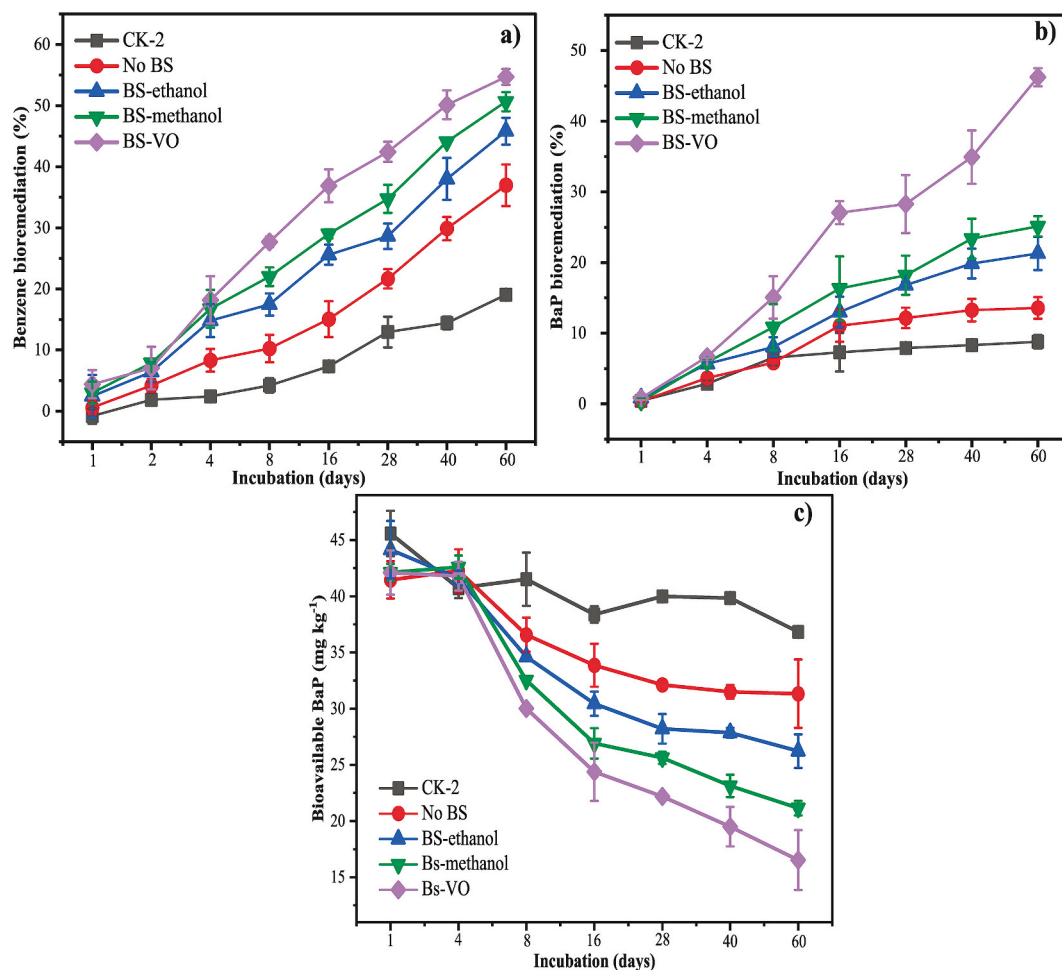 a)
CK-2
No BS
BS-ethanol
BS-methanol
BS-VO
Benzene bioremediation (%)
60
50
40
30
20
10
0
1 2 4 8 16 28 40 60
Incubation (days)
b)
CK-2
No BS
BS-ethanol
BS-methanol
BS-VO
BaP bioremediation (%)
50
40
30
20
10
0
1 4 8 16 28 40 60
Incubation (days)
c)
Bioavailable BaP (mg kg⁻¹)
45
40
35
30
25
20
15
CK-2
No BS
BS-ethanol
Bs-methanol
Bs-VO
1 4 8 16 28 40 60
Incubation (days)